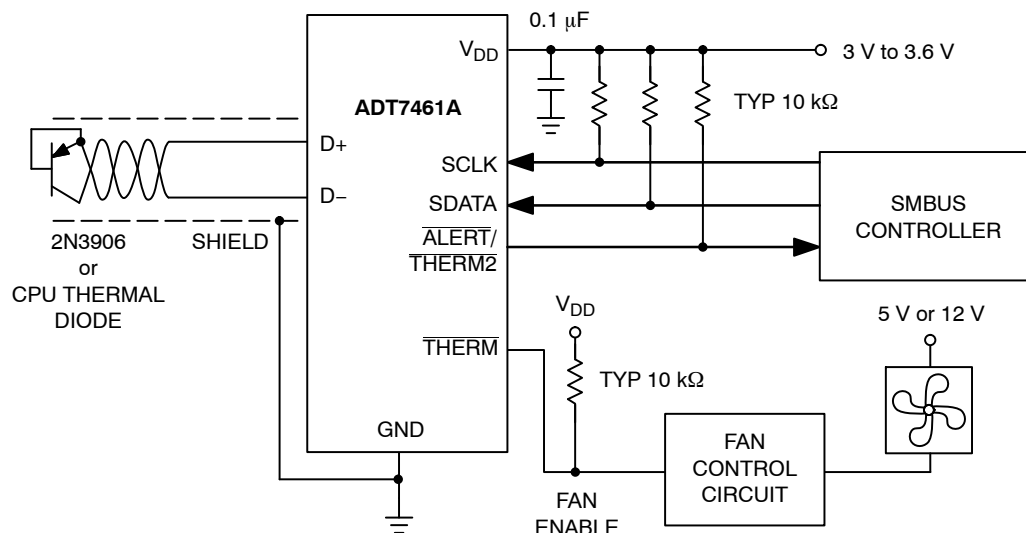 0.1 μF
V_DD
3 V to 3.6 V
ADT7461A
TYP 10 kΩ
D+
SCLK
D−
SDATA
SMBUS
CONTROLLER
2N3906
or
CPU THERMAL
DIODE
SHIELD
ALERT/
THERM2
V_DD
5 V or 12 V
THERM
TYP 10 kΩ
GND
FAN
CONTROL
CIRCUIT
FAN
ENABLE